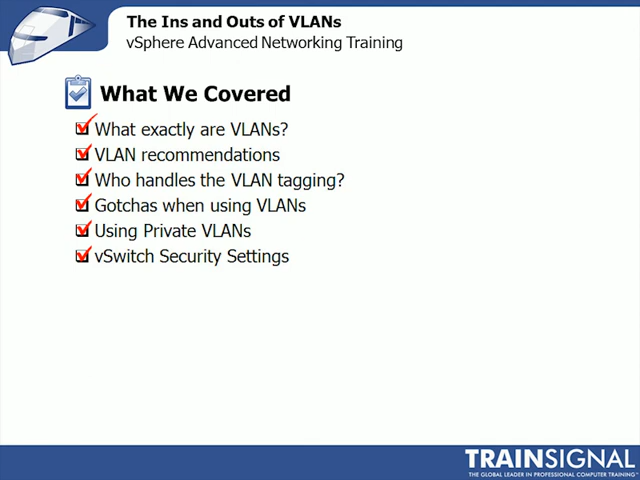 The Ins and Outs of VLANs
vSphere Advanced Networking Training
What We Covered
What exactly are VLANs?
VLAN recommendations
Who handles the VLAN tagging?
Gotchas when using VLANs
Using Private VLANs
vSwitch Security Settings
TRAINSIGNAL
THE GLOBAL LEADER IN PROFESSIONAL COMPUTER TRAINING